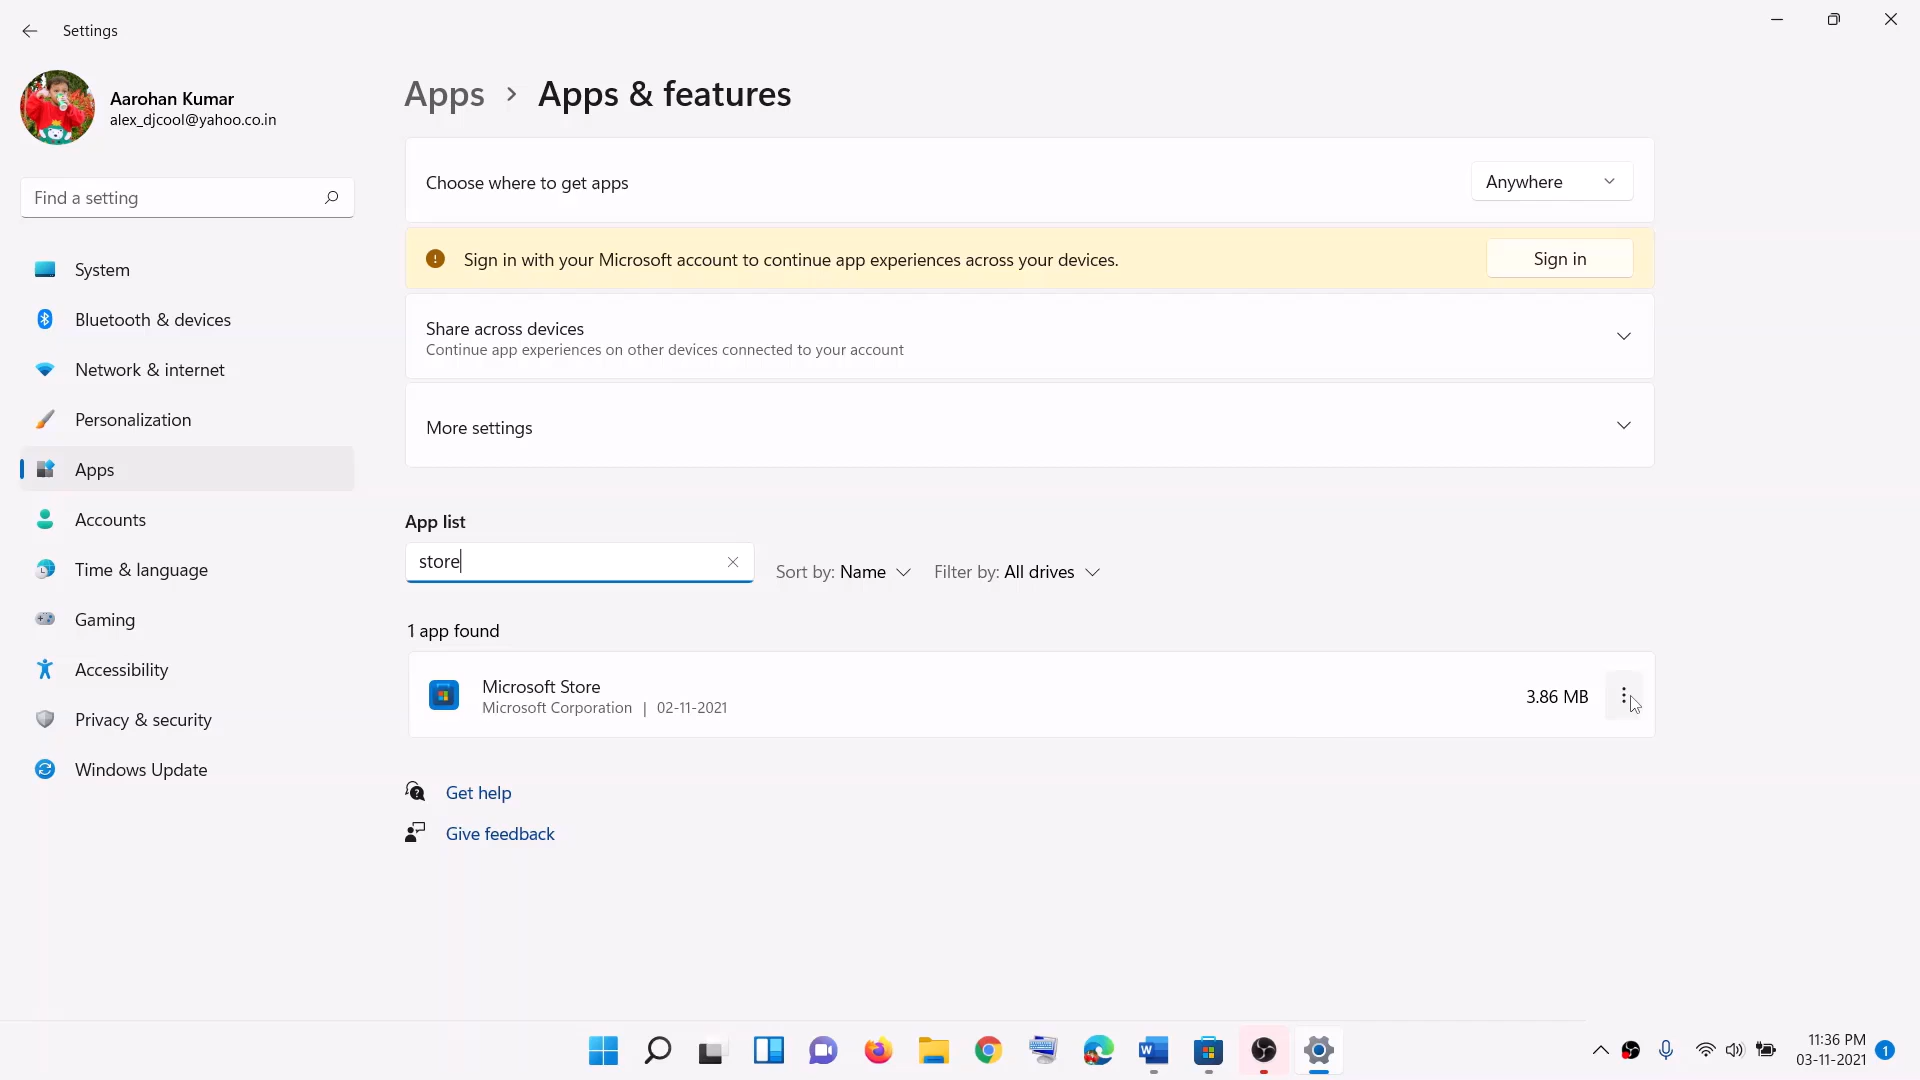 Settings
Aarohan Kumar
alex_djcool@yahoo.co.in
Find a setting
System
Bluetooth & devices
Network & internet
Personalization
Apps
Accounts
Time & language
Gaming
Accessibility
Privacy & security
Windows Update
Apps > Apps & features
Choose where to get apps
Anywhere
Sign in with your Microsoft account to continue app experiences across your devices.
Sign in
Share across devices
Continue app experiences on other devices connected to your account
More settings
App list
store
Sort by: Name
Filter by: All drives
1 app found
Microsoft Store
Microsoft Corporation | 02-11-2021
3.86 MB
Get help
Give feedback
11:36 PM
03-11-2021
1